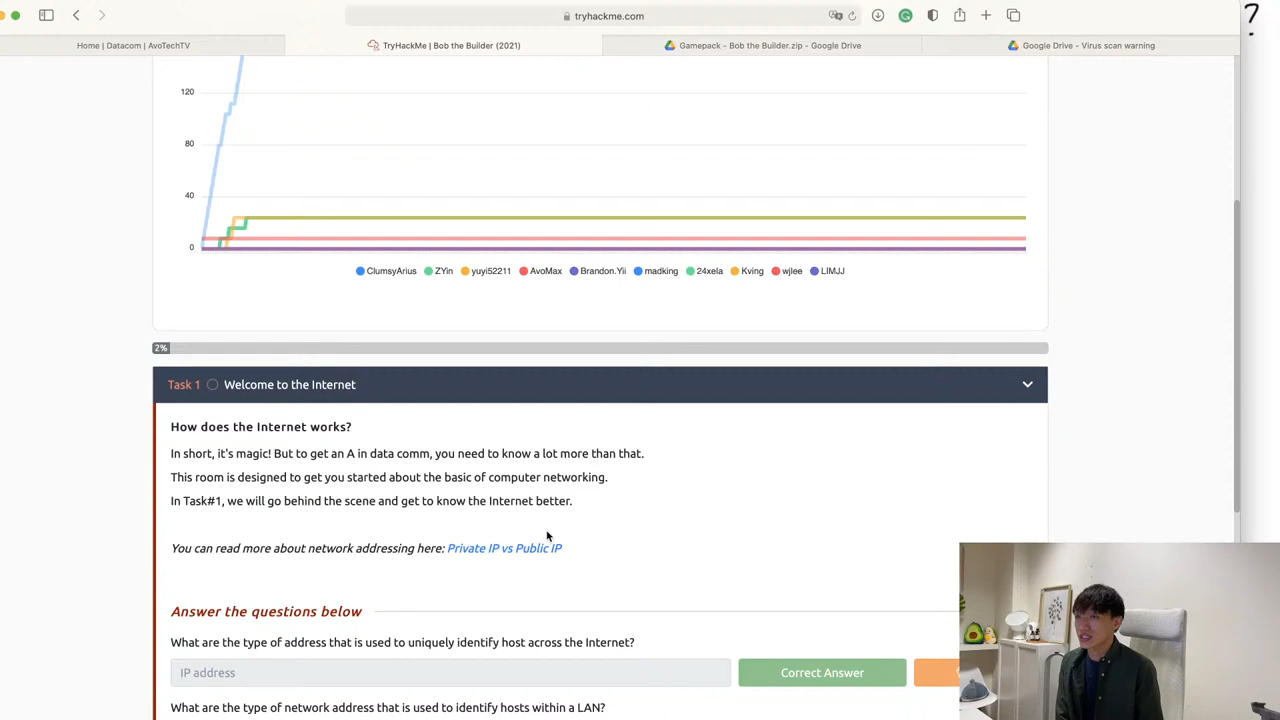 tryhackme.com
?
Home | Datacom | AvoTechTV
TryHackMe | Bob the Builder (2021)
Gamepack - Bob the Builder.zip - Google Drive
Google Drive - Virus scan warning
120
80
40
0
ClumsyArius ZYin yuyi52211 AvoMax Brandon.Yii madking 24xela Kving wjlee LIMJJ
2%
Task 1 Welcome to the Internet
How does the Internet works?
In short, it's magic! But to get an A in data comm, you need to know a lot more than that.
This room is designed to get you started about the basic of computer networking.
In Task#1, we will go behind the scene and get to know the Internet better.
You can read more about network addressing here: Private IP vs Public IP
Answer the questions below
What are the type of address that is used to uniquely identify host across the Internet?
IP address
Correct Answer
What are the type of network address that is used to identify hosts within a LAN?